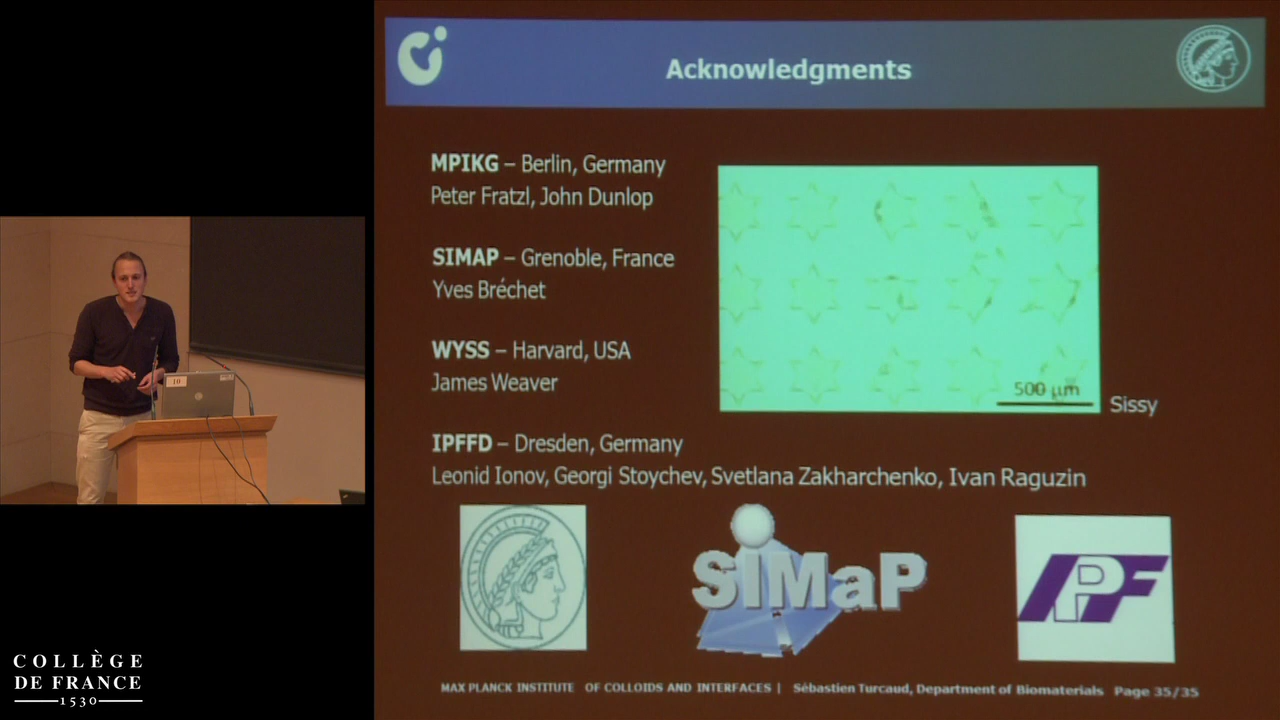 Acknowledgments
MPIKG – Berlin, Germany
Peter Fratzl, John Dunlop
SIMAP – Grenoble, France
Yves Bréchet
WYSS – Harvard, USA
James Weaver
500 µm
Sissy
IPFFD – Dresden, Germany
Leonid Ionov, Georgi Stoychev, Svetlana Zakharchenko, Ivan Raguzin
SIMaP
IPF
MAX PLANCK INSTITUTE OF COLLOIDS AND INTERFACES | Sébastien Turcaud, Department of Biomaterials Page 35/35
10
COLLÈGE
DE FRANCE
1530